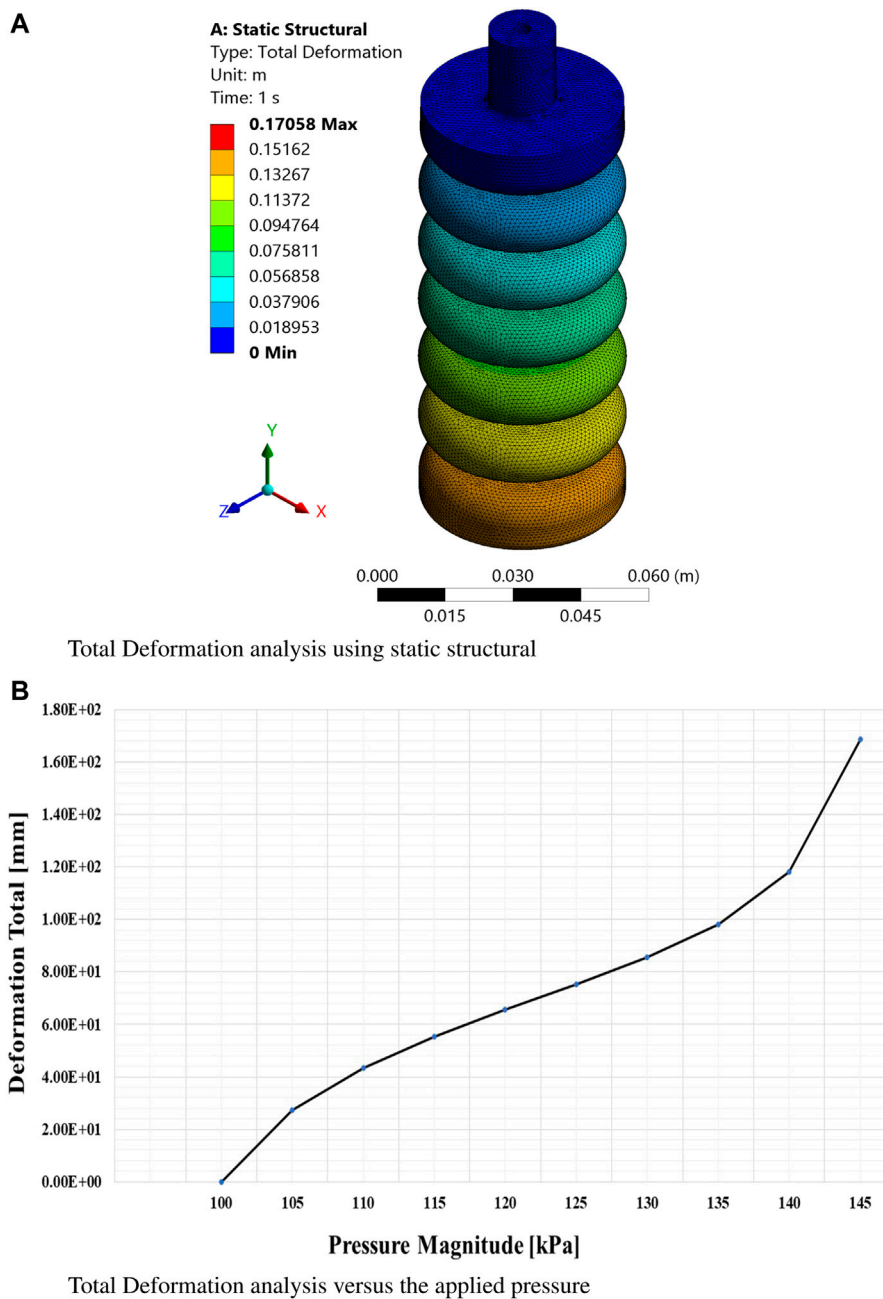 A
A: Static Structural
Type: Total Deformation
Unit: m
Time: 1 s
0.17058 Max
0.15162
0.13267
0.11372
0.094764
0.075811
0.056858
0.037906
0.018953
0 Min
Y
Z
X
0.000 0.030 0.060 (m)
0.015 0.045
Total Deformation analysis using static structural
B
1.80E+02
1.60E+02
1.40E+02
1.20E+02
1.00E+02
8.00E+01
6.00E+01
4.00E+01
2.00E+01
0.00E+00
Deformation Total [mm]
100 105 110 115 120 125 130 135 140 145
Pressure Magnitude [kPa]
Total Deformation analysis versus the applied pressure